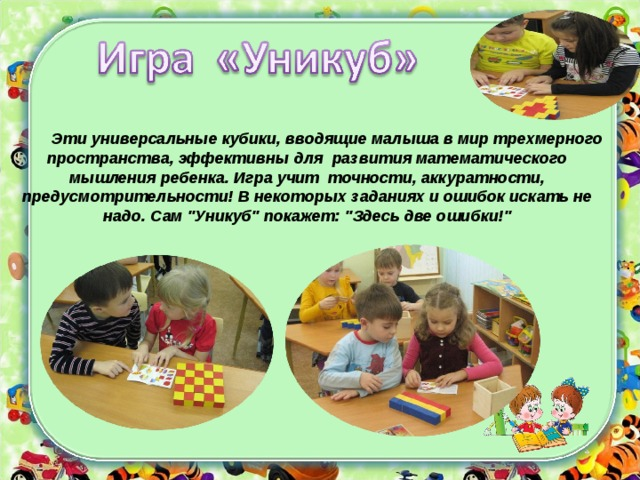 Игра «Уникуб»
Эти универсальные кубики, вводящие малыша в мир трехмерного
пространства, эффективны для развития математического
мышления ребенка. Игра учит точности, аккуратности,
предусмотрительности! В некоторых заданиях и ошибок искать не
надо. Сам "Уникуб" покажет: "Здесь две ошибки!"